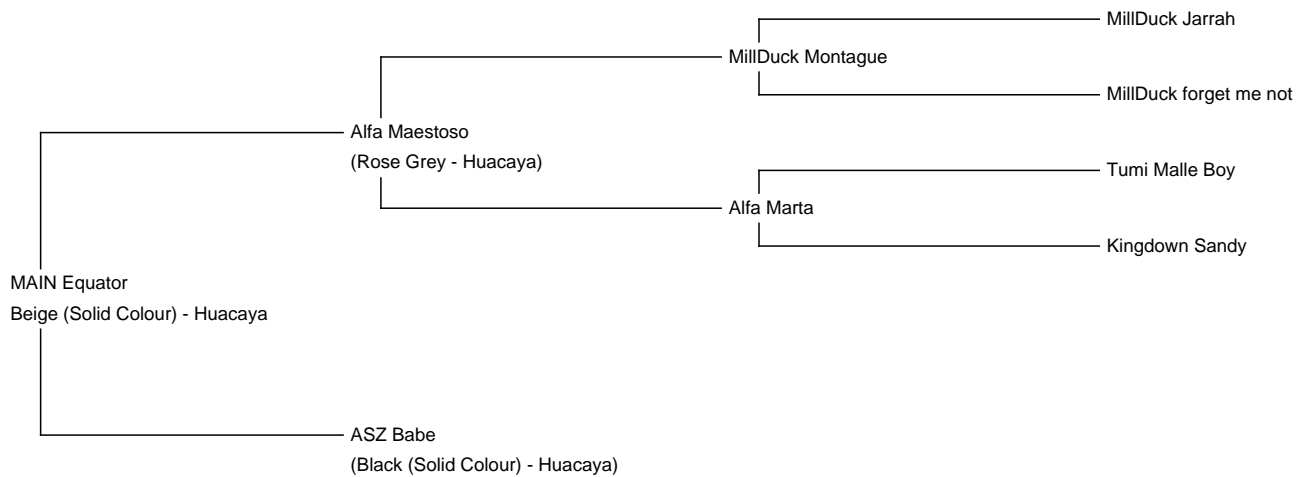 MillDuck Jarrah
MillDuck Montague
MillDuck forget me not
Alfa Maestoso
(Rose Grey - Huacaya)
Tumi Malle Boy
Alfa Marta
Kingdown Sandy
MAIN Equator
Beige (Solid Colour) - Huacaya
ASZ Babe
(Black (Solid Colour) - Huacaya)